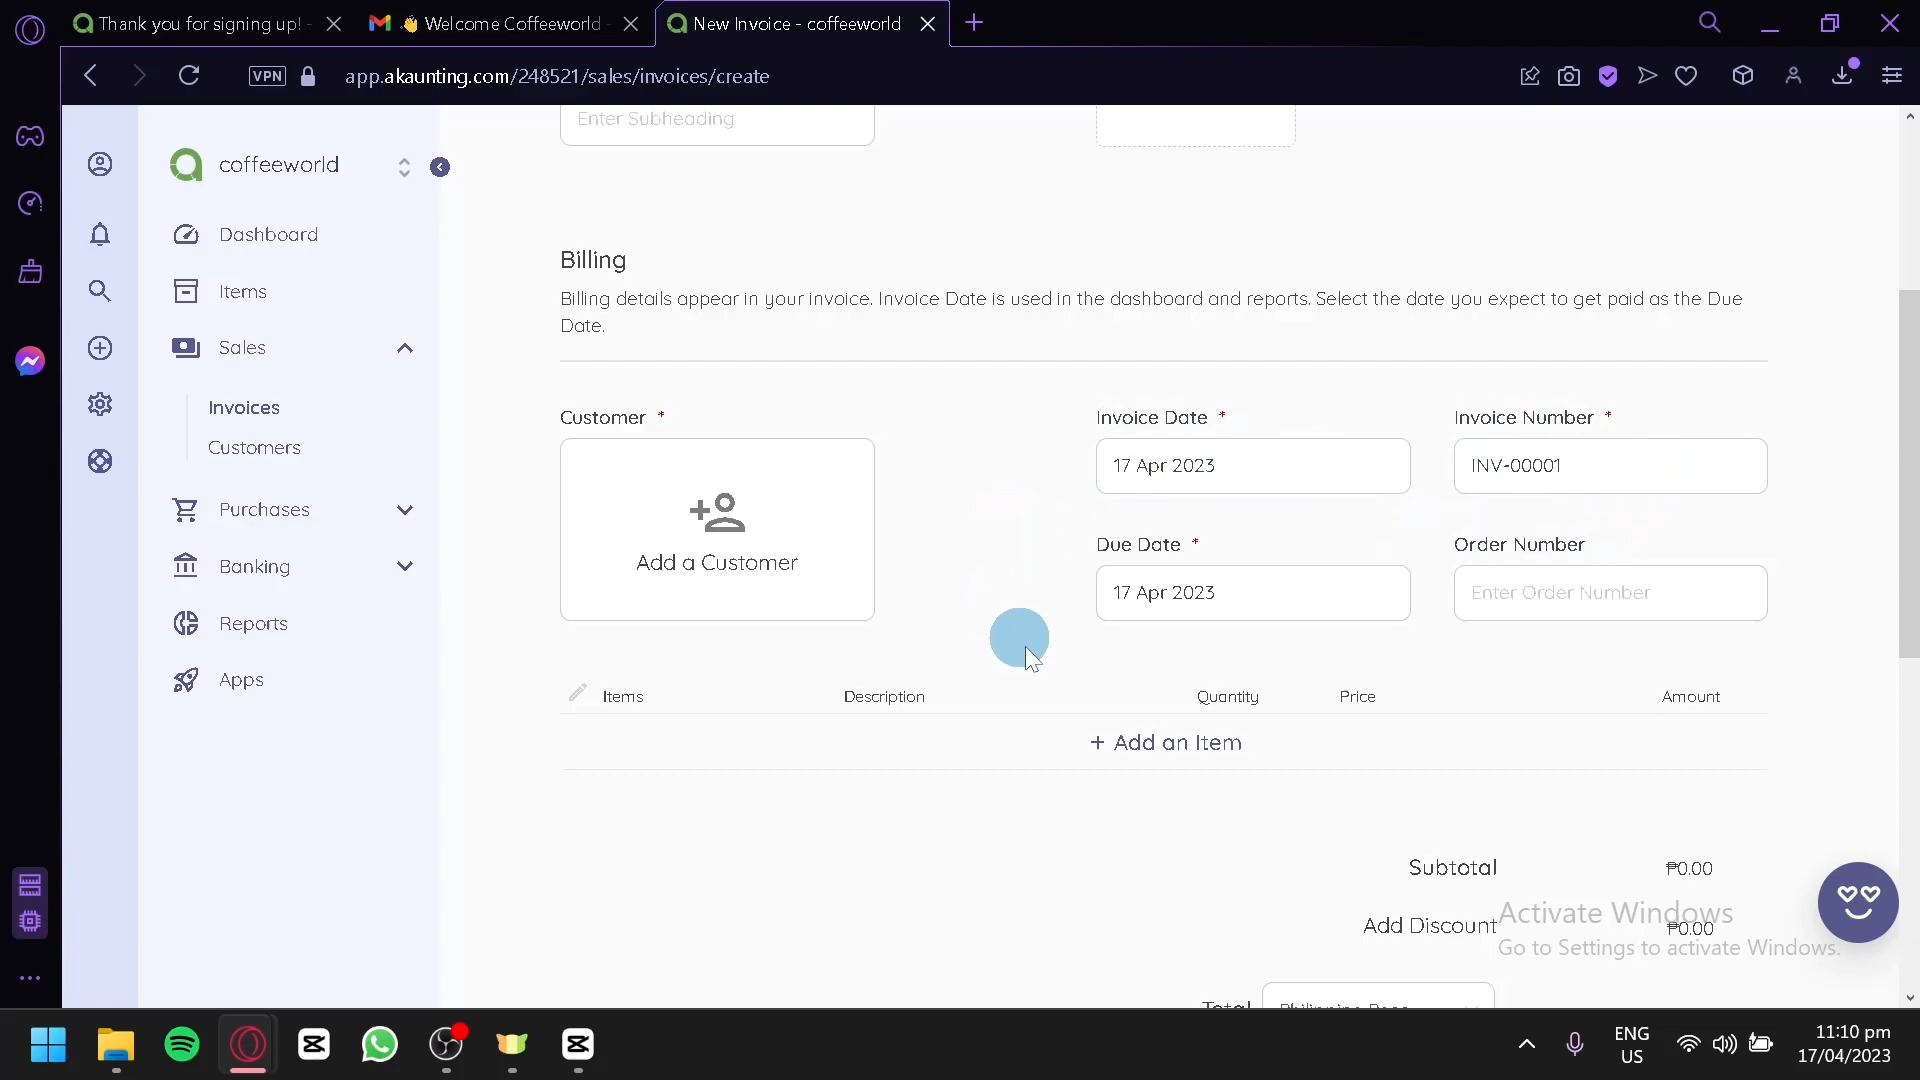 Thank you for signing up! -
👋 Welcome Coffeeworld -
New Invoice - coffeeworld
VPN
app.akaunting.com/248521/sales/invoices/create
coffeeworld
Dashboard
Items
Sales
Invoices
Customers
Purchases
Banking
Reports
Apps
Enter Subheading
Billing
Billing details appear in your invoice. Invoice Date is used in the dashboard and reports. Select the date you expect to get paid as the Due
Date.
Customer *
Add a Customer
Invoice Date *
17 Apr 2023
Invoice Number *
INV-00001
Due Date *
17 Apr 2023
Order Number
Enter Order Number
Items Description Quantity Price Amount
+ Add an Item
Subtotal ₱0.00
Add Discount ₱0.00
Total Philippine Peso
Activate Windows
Go to Settings to activate Windows.
ENG
US
11:10 pm
17/04/2023